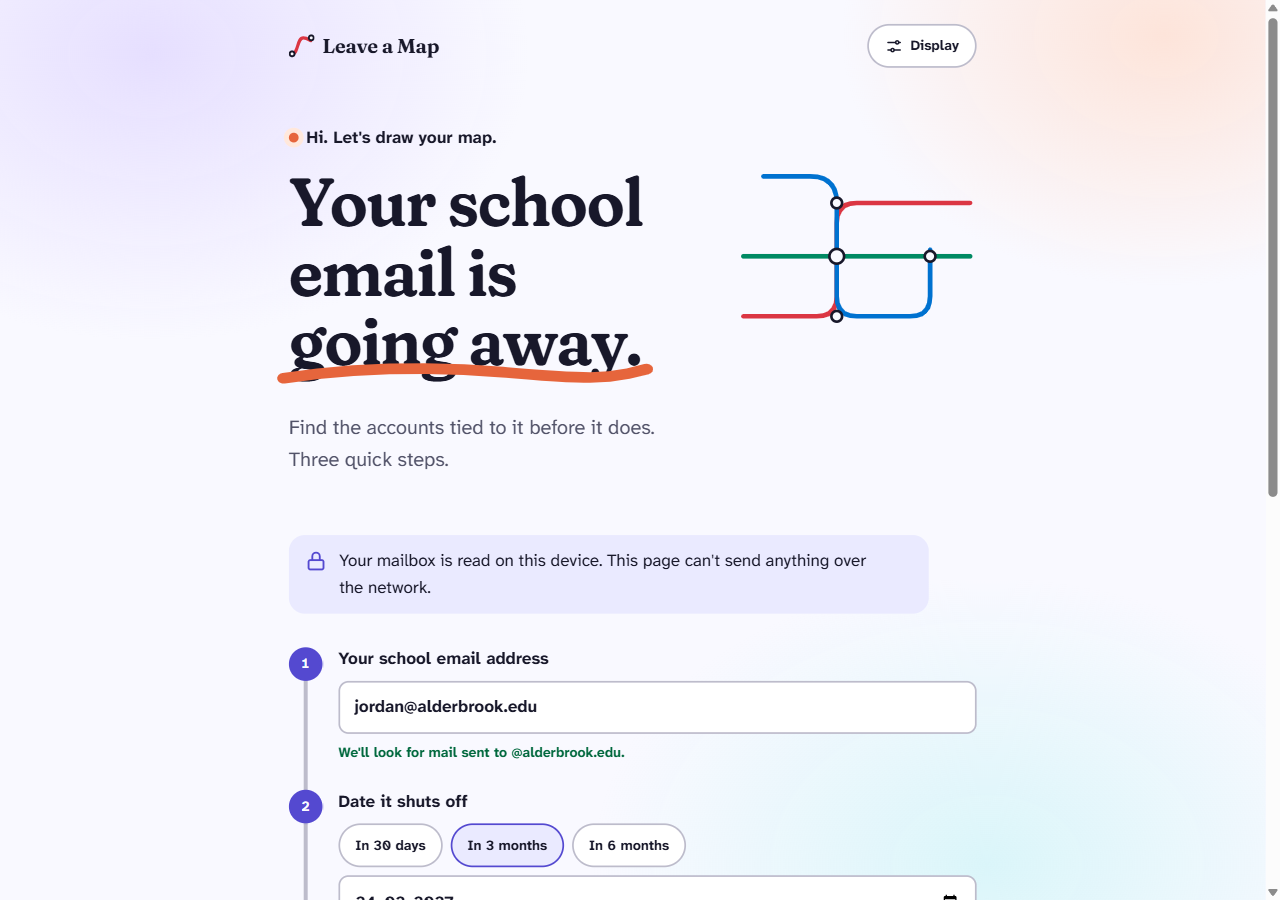 Leave a Map
Display
Hi. Let's draw your map.
Your school
email is
going away.
Find the accounts tied to it before it does.
Three quick steps.
Your mailbox is read on this device. This page can't send anything over
the network.
1
Your school email address
jordan@alderbrook.edu
We'll look for mail sent to @alderbrook.edu.
2
Date it shuts off
In 30 days
In 3 months
In 6 months